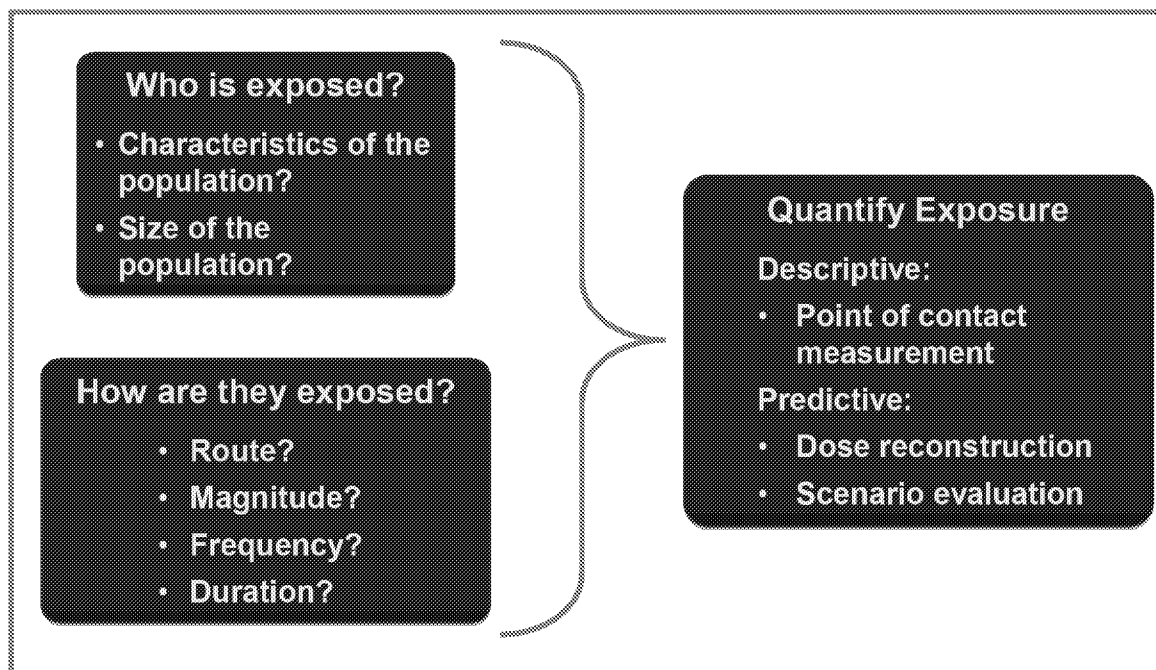 Who is exposed?
• Characteristics of the
population?
• Size of the
population?
How are they exposed?
• Route?
• Magnitude?
• Frequency?
• Duration?
Quantify Exposure
Descriptive:
• Point of contact
measurement
Predictive:
• Dose reconstruction
• Scenario evaluation